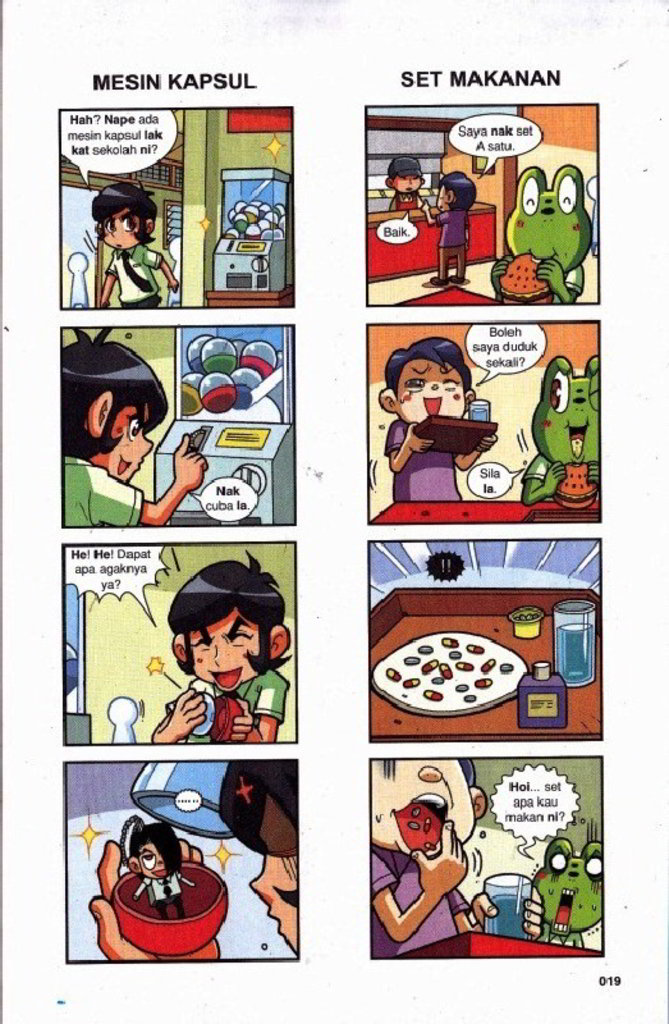 MESIN KAPSUL
Hah? Nape ada
mesin kapsul lak
kat sekolah ni?
Nak
cuba la.
He! He! Dapat
apa agaknya
ya?
......
SET MAKANAN
Saya nak set
A satu.
Baik.
Boleh
saya duduk
sekali?
Sila
la.
!!
Hoi... set
apa kau
makan ni?
019